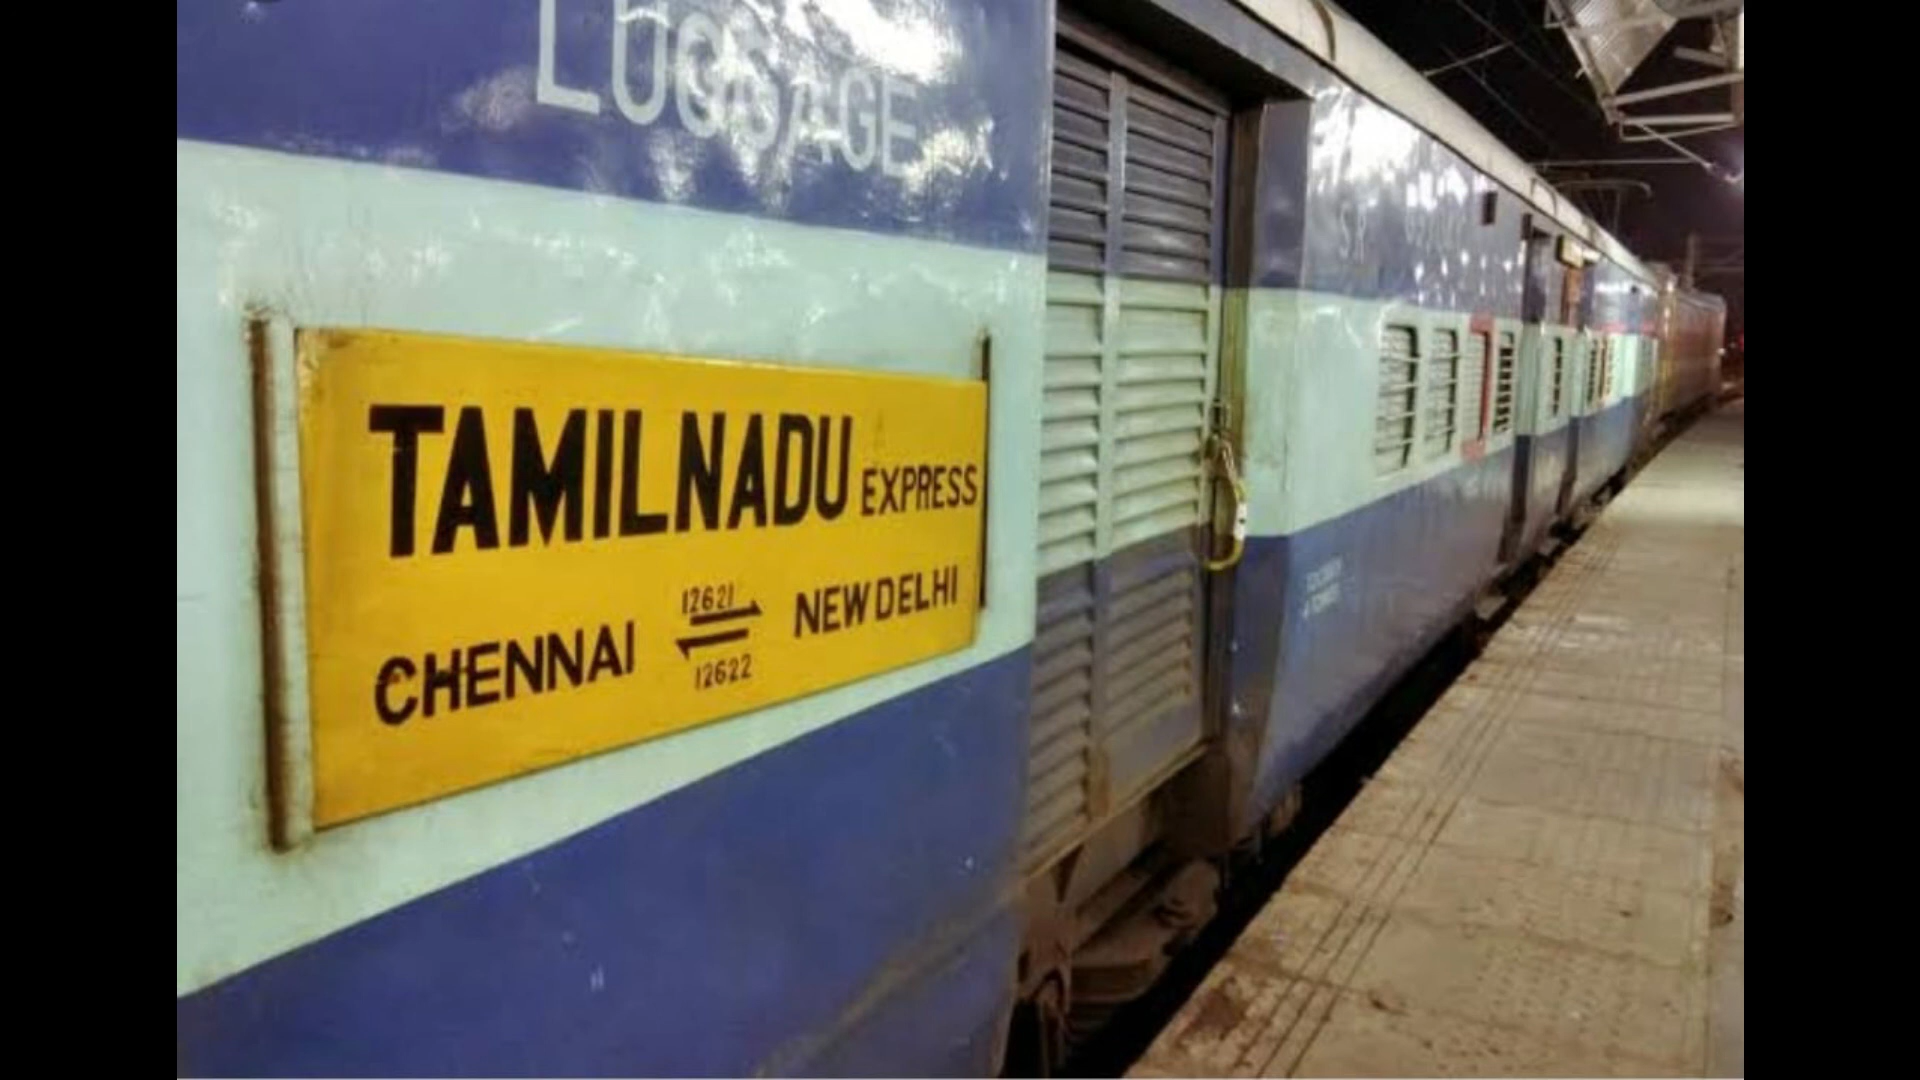 LUGGAGE
TAMILNADU EXPRESS
12621
CHENNAI NEW DELHI
12622